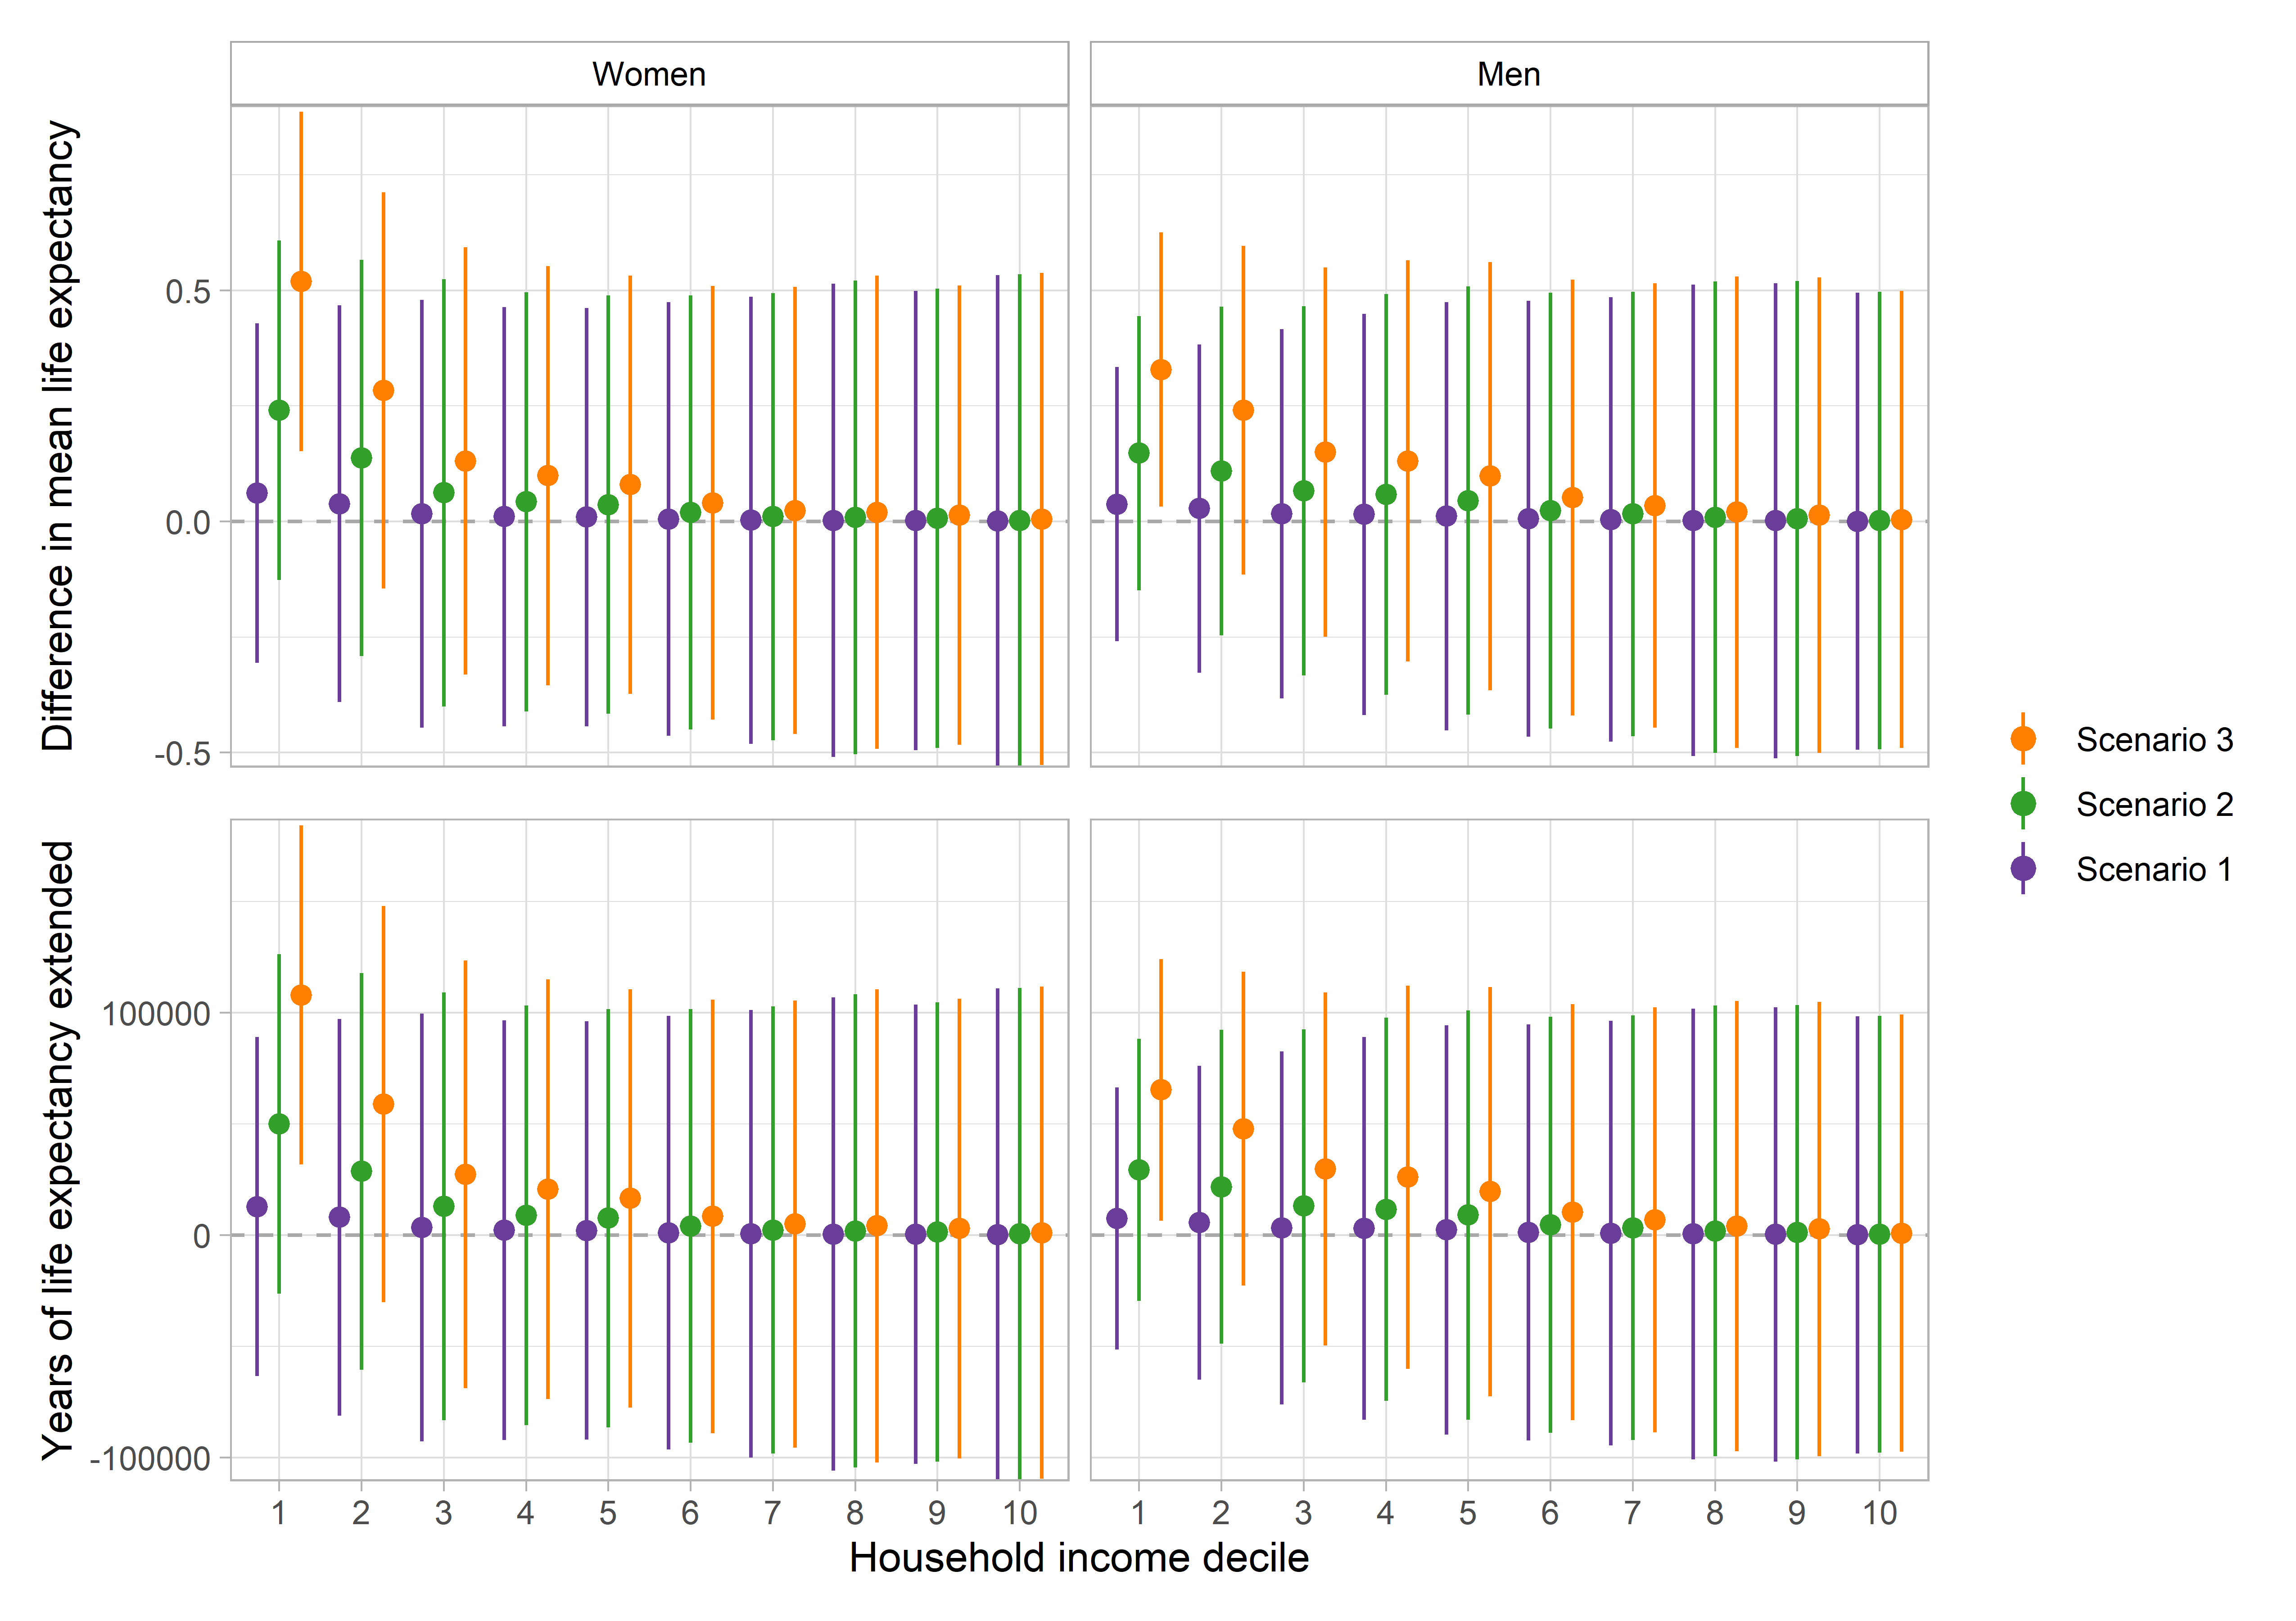 Women
Men
Difference in mean life expectancy
0.5
0.0
-0.5
Scenario 3
Scenario 2
Scenario 1
Years of life expectancy extended
100000
0
-100000
1 2 3 4 5 6 7 8 9 10
1 2 3 4 5 6 7 8 9 10
Household income decile